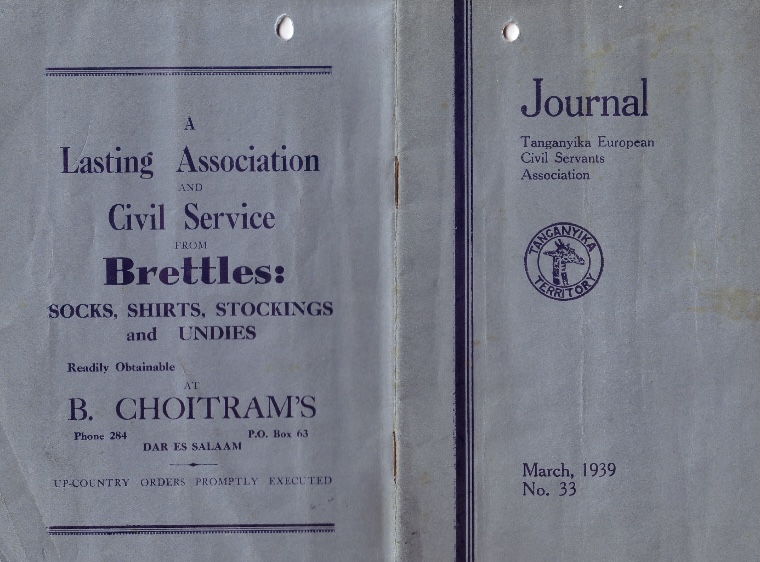 A
Lasting Association
AND
Civil Service
FROM
Brettles:
SOCKS, SHIRTS, STOCKINGS
and UNDIES
Readily Obtainable
AT
B. CHOITRAM'S
Phone 284 P.O. Box 63
DAR ES SALAAM
UP-COUNTRY ORDERS PROMPTLY EXECUTED
Journal
Tanganyika European
Civil Servants
Association
TANGANYIKA
TERRITORY
March, 1939
No. 33